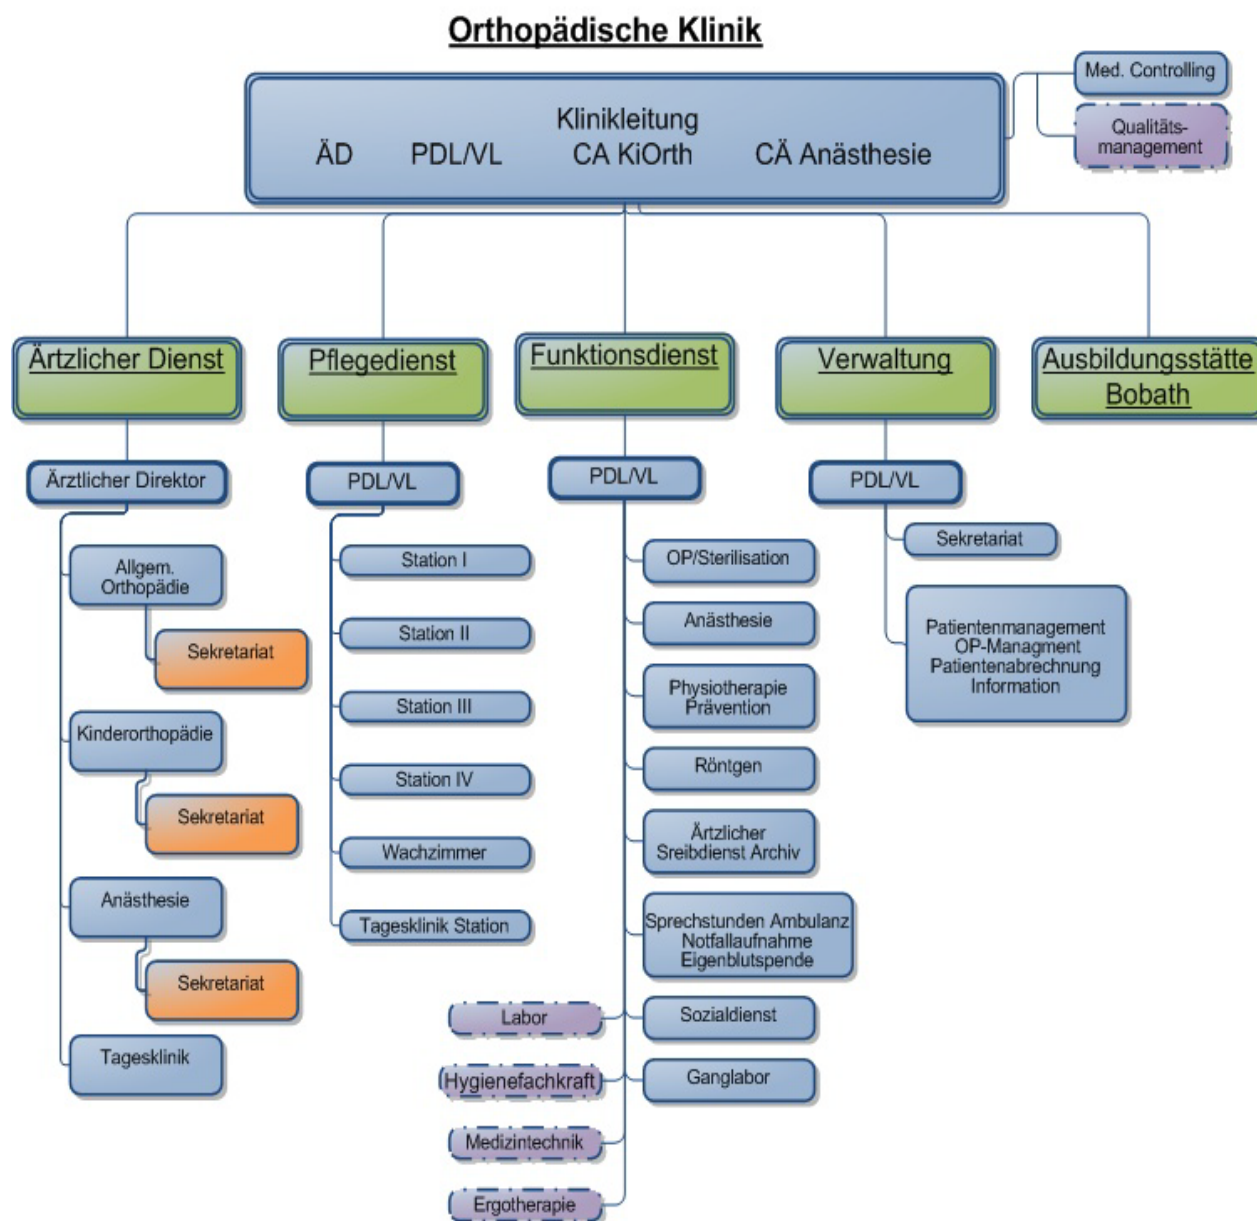 Orthopädische Klinik
Klinikleitung
ÄD PDL/VL CA KiOrth CÄ Anästhesie
Med. Controlling
Qualitäts-
management
Ärtzlicher Dienst
Pflegedienst
Funktionsdienst
Verwaltung
Ausbildungsstätte
Bobath
Ärztlicher Direktor
Allgem.
Orthopädie
Sekretariat
Kinderorthopädie
Sekretariat
Anästhesie
Sekretariat
Tagesklinik
PDL/VL
Station I
Station II
Station III
Station IV
Wachzimmer
Tagesklinik Station
PDL/VL
OP/Sterilisation
Anästhesie
Physiotherapie
Prävention
Röntgen
Ärtzlicher
Sreibdienst Archiv
Sprechstunden Ambulanz
Notfallaufnahme
Eigenblutspende
Sozialdienst
Ganglabor
Labor
Hygienefachkraft
Medizintechnik
Ergotherapie
PDL/VL
Sekretariat
Patientenmanagement
OP-Managment
Patientenabrechnung
Information